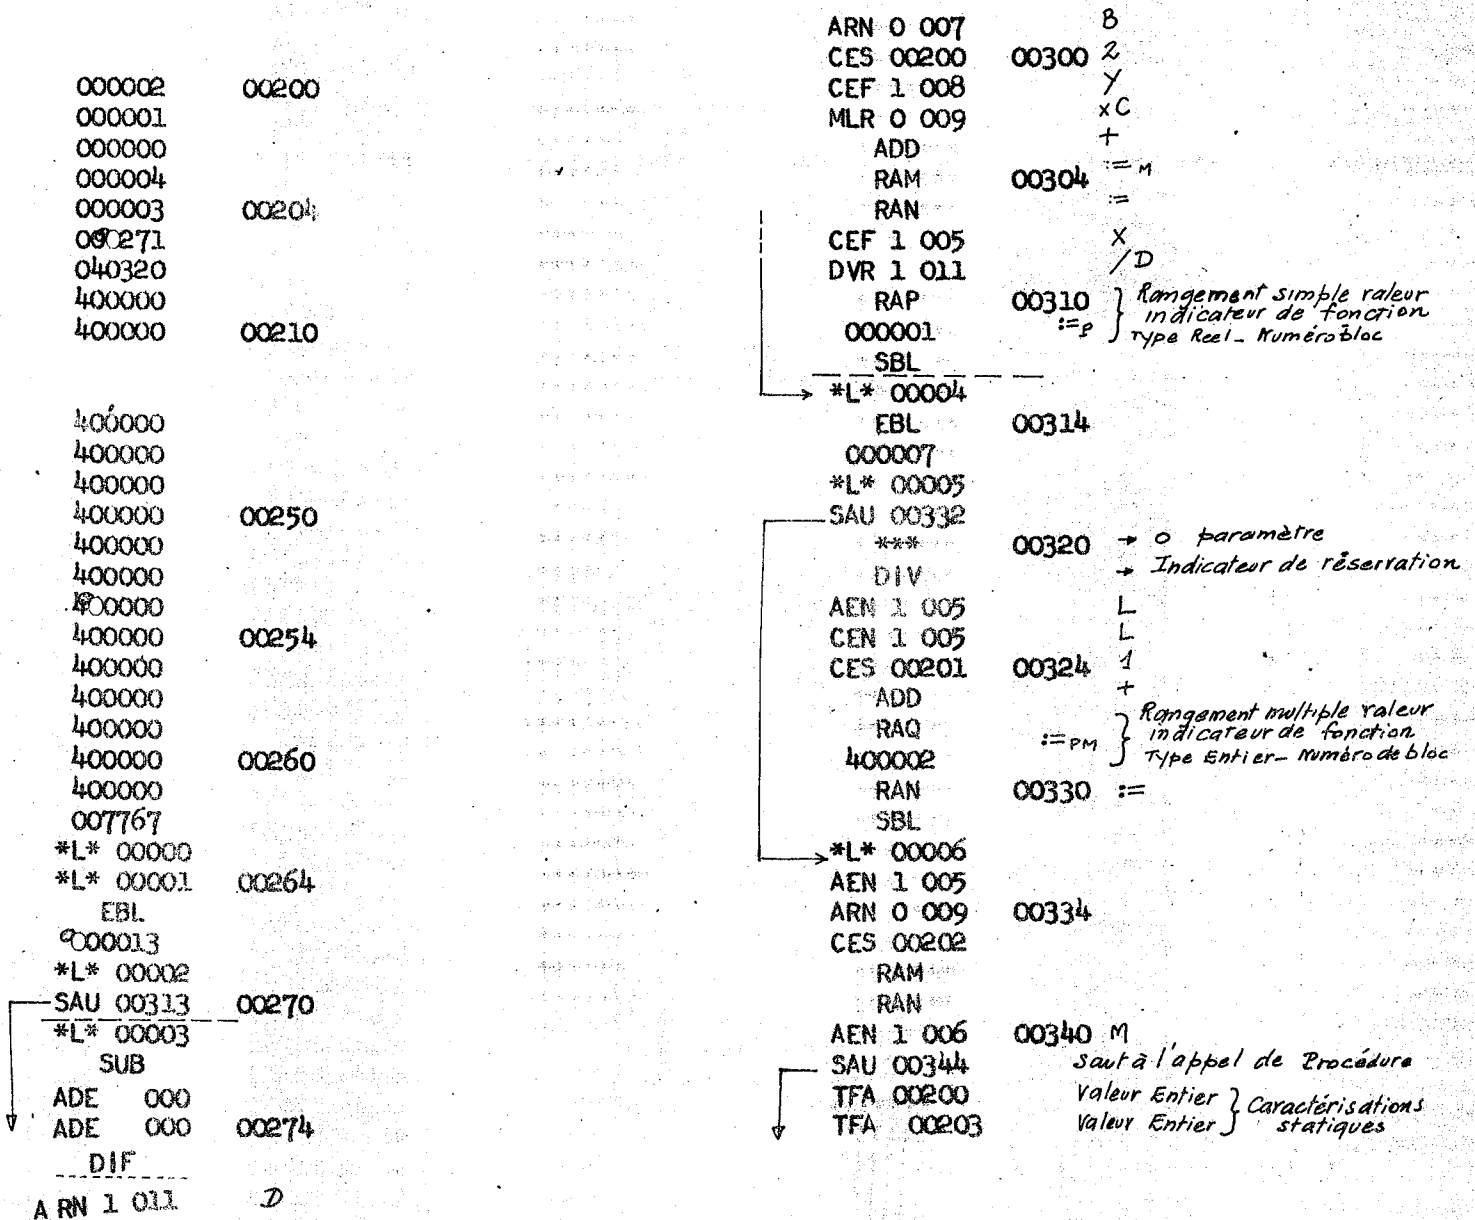 000002 00200
000001
000000
000004
000003 00204
000271
040320
400000
400000 00210
400000
400000
400000
400000 00250
400000
400000
400000
400000 00254
400000
400000
400000
400000 00260
400000
007767
*L* 00000
*L* 00001 00264
EBL
000013
*L* 00002
SAU 00313 00270
*L* 00003
SUB
ADE 000
ADE 000 00274
DIF
ARN 1 011 D
ARN 0 007 B
CES 00200 00300 2
CEF 1 008 Y
MLR 0 009 xC
ADD +
RAM 00304 := M
RAN :=
CEF 1 005 X
DVR 1 011 /D
RAP 00310 } Rangement simple valeur
000001 :=P indicateur de fonction
SBL Type Reel_ Numéro bloc
*L* 00004
EBL 00314
000007
*L* 00005
SAU 00332
*** 00320 → 0 paramètre
DIV → Indicateur de réservation
AEN 1 005 L
CEN 1 005 L
CES 00201 00324 1
ADD +
RAQ :=PM } Rangement multiple valeur
indicateur de fonction
400002 Type Entier_ Numéro de bloc
RAN 00330 :=
SBL
*L* 00006
AEN 1 005
ARN 0 009 00334
CES 00202
RAM
RAN
AEN 1 006 00340 M
SAU 00344 saut à l'appel de Procédure
TFA 00200 Valeur Entier } Caractérisations
TFA 00203 Valeur Entier statiques